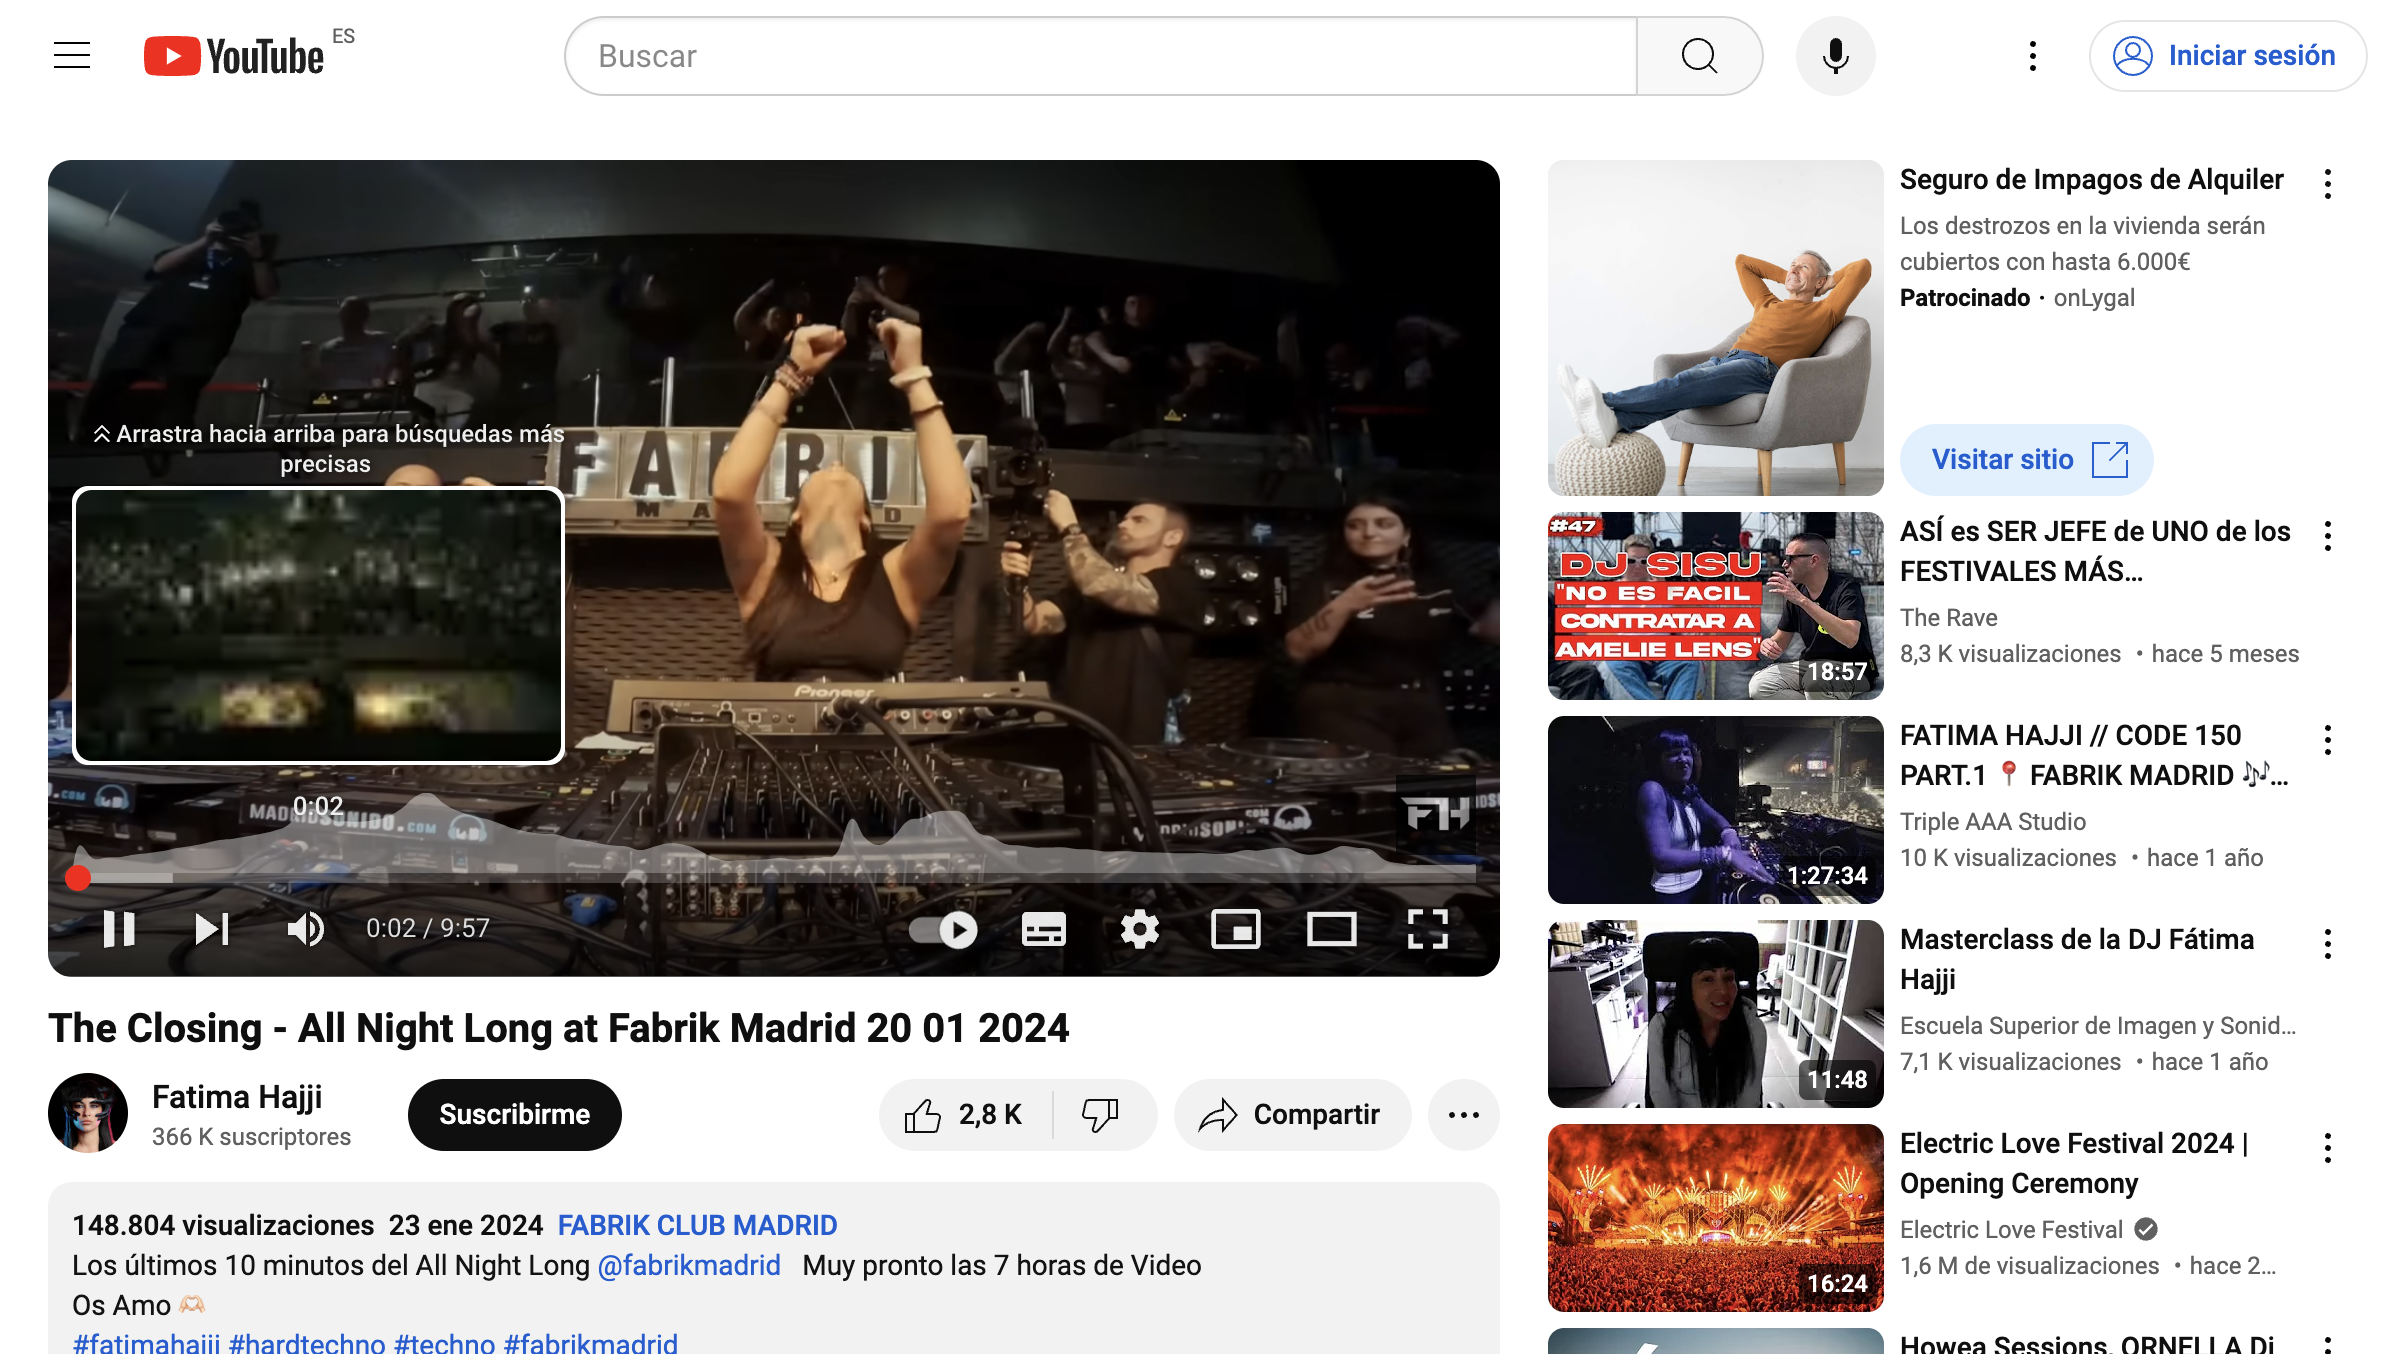 YouTube ES
Buscar
Iniciar sesión
Arrastra hacia arriba para búsquedas más
precisas
FABRIK
MAD
Pioneer
0:02
MADRIDSONIDO.COM
FH
0:02 / 9:57
The Closing - All Night Long at Fabrik Madrid 20 01 2024
Fatima Hajji
366 K suscriptores
Suscribirme
2,8 K
Compartir
148.804 visualizaciones 23 ene 2024 FABRIK CLUB MADRID
Los últimos 10 minutos del All Night Long @fabrikmadrid Muy pronto las 7 horas de Video
Os Amo 🫶🏻
#fatimahajji #hardtechno #techno #fabrikmadrid
Seguro de Impagos de Alquiler
Los destrozos en la vivienda serán
cubiertos con hasta 6.000€
Patrocinado · onLygal
Visitar sitio
#47
DJ SISU
"NO ES FACIL
CONTRATAR A
AMELIE LENS"
18:57
ASÍ es SER JEFE de UNO de los
FESTIVALES MÁS...
The Rave
8,3 K visualizaciones • hace 5 meses
1:27:34
FATIMA HAJJI // CODE 150
PART.1 📍 FABRIK MADRID 🎶...
Triple AAA Studio
10 K visualizaciones • hace 1 año
11:48
Masterclass de la DJ Fátima
Hajji
Escuela Superior de Imagen y Sonid...
7,1 K visualizaciones • hace 1 año
16:24
Electric Love Festival 2024 |
Opening Ceremony
Electric Love Festival
1,6 M de visualizaciones • hace 2...
Howea Sessions. ORNELLA Di